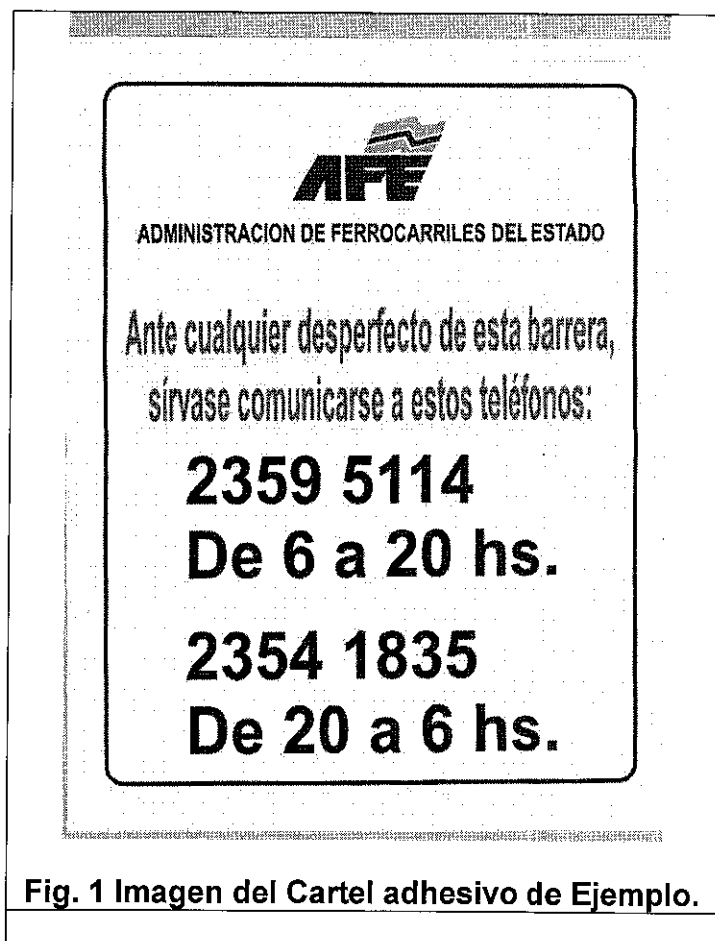 AFE
ADMINISTRACION DE FERROCARRILES DEL ESTADO
Ante cualquier desperfecto de esta barrera,
sírvase comunicarse a estos teléfonos:
2359 5114
De 6 a 20 hs.
2354 1835
De 20 a 6 hs.
Fig. 1 Imagen del Cartel adhesivo de Ejemplo.